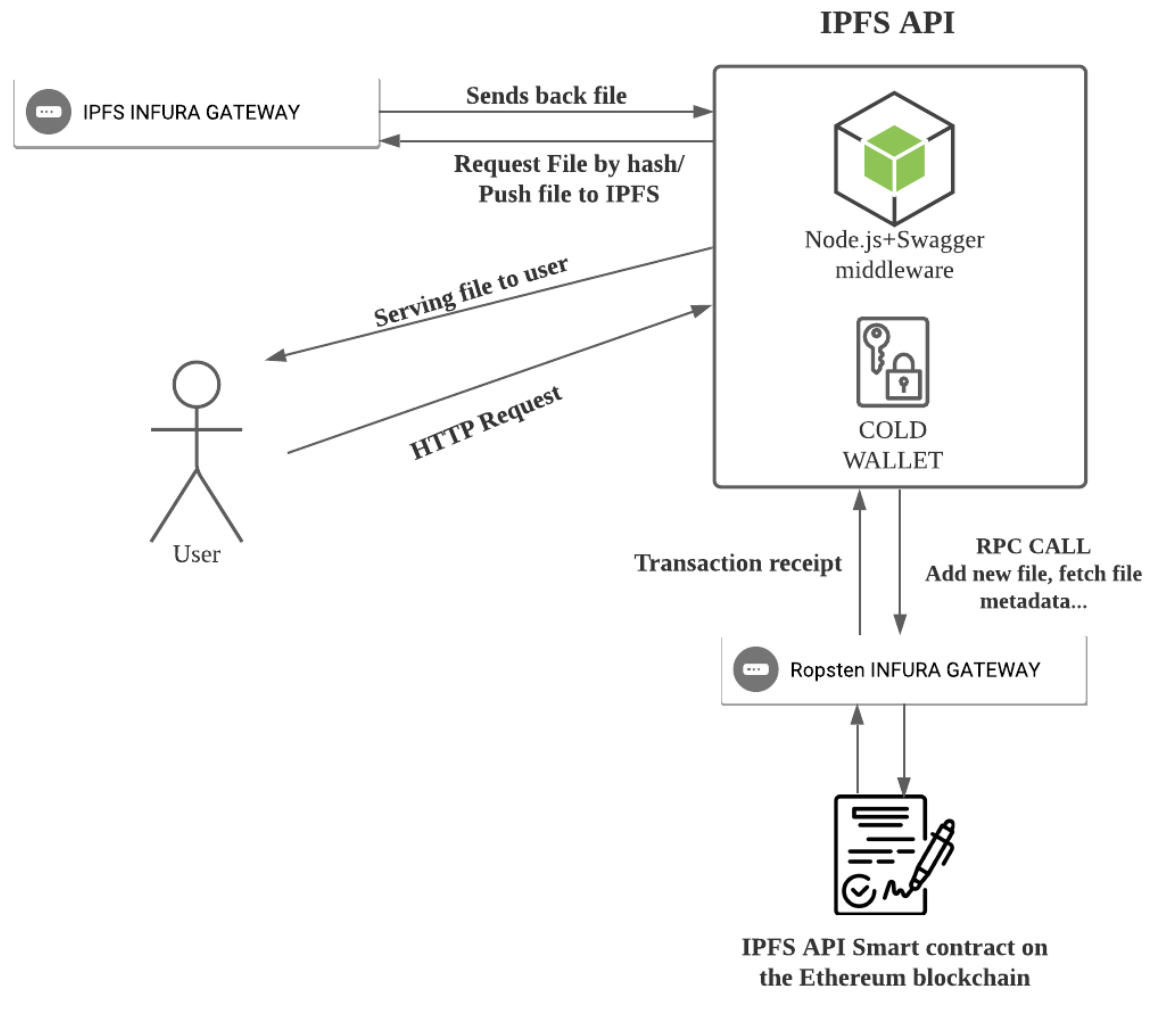 IPFS API
IPFS INFURA GATEWAY
Sends back file
Request File by hash/
Push file to IPFS
Node.js+Swagger
middleware
Serving file to user
HTTP Request
COLD
WALLET
User
Transaction receipt
RPC CALL
Add new file, fetch file
metadata...
Ropsten INFURA GATEWAY
IPFS API Smart contract on
the Ethereum blockchain